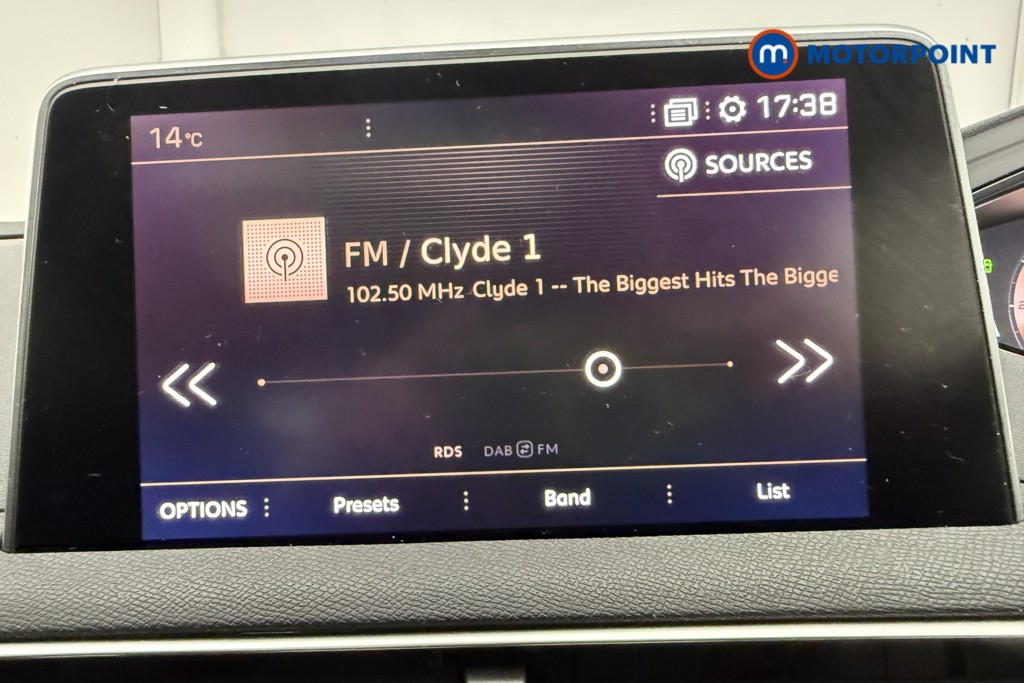 m MOTORPOINT
14°C
17:38
SOURCES
FM / Clyde 1
102.50 MHz Clyde 1 -- The Biggest Hits The Bigge
RDS DAB FM
OPTIONS Presets Band List